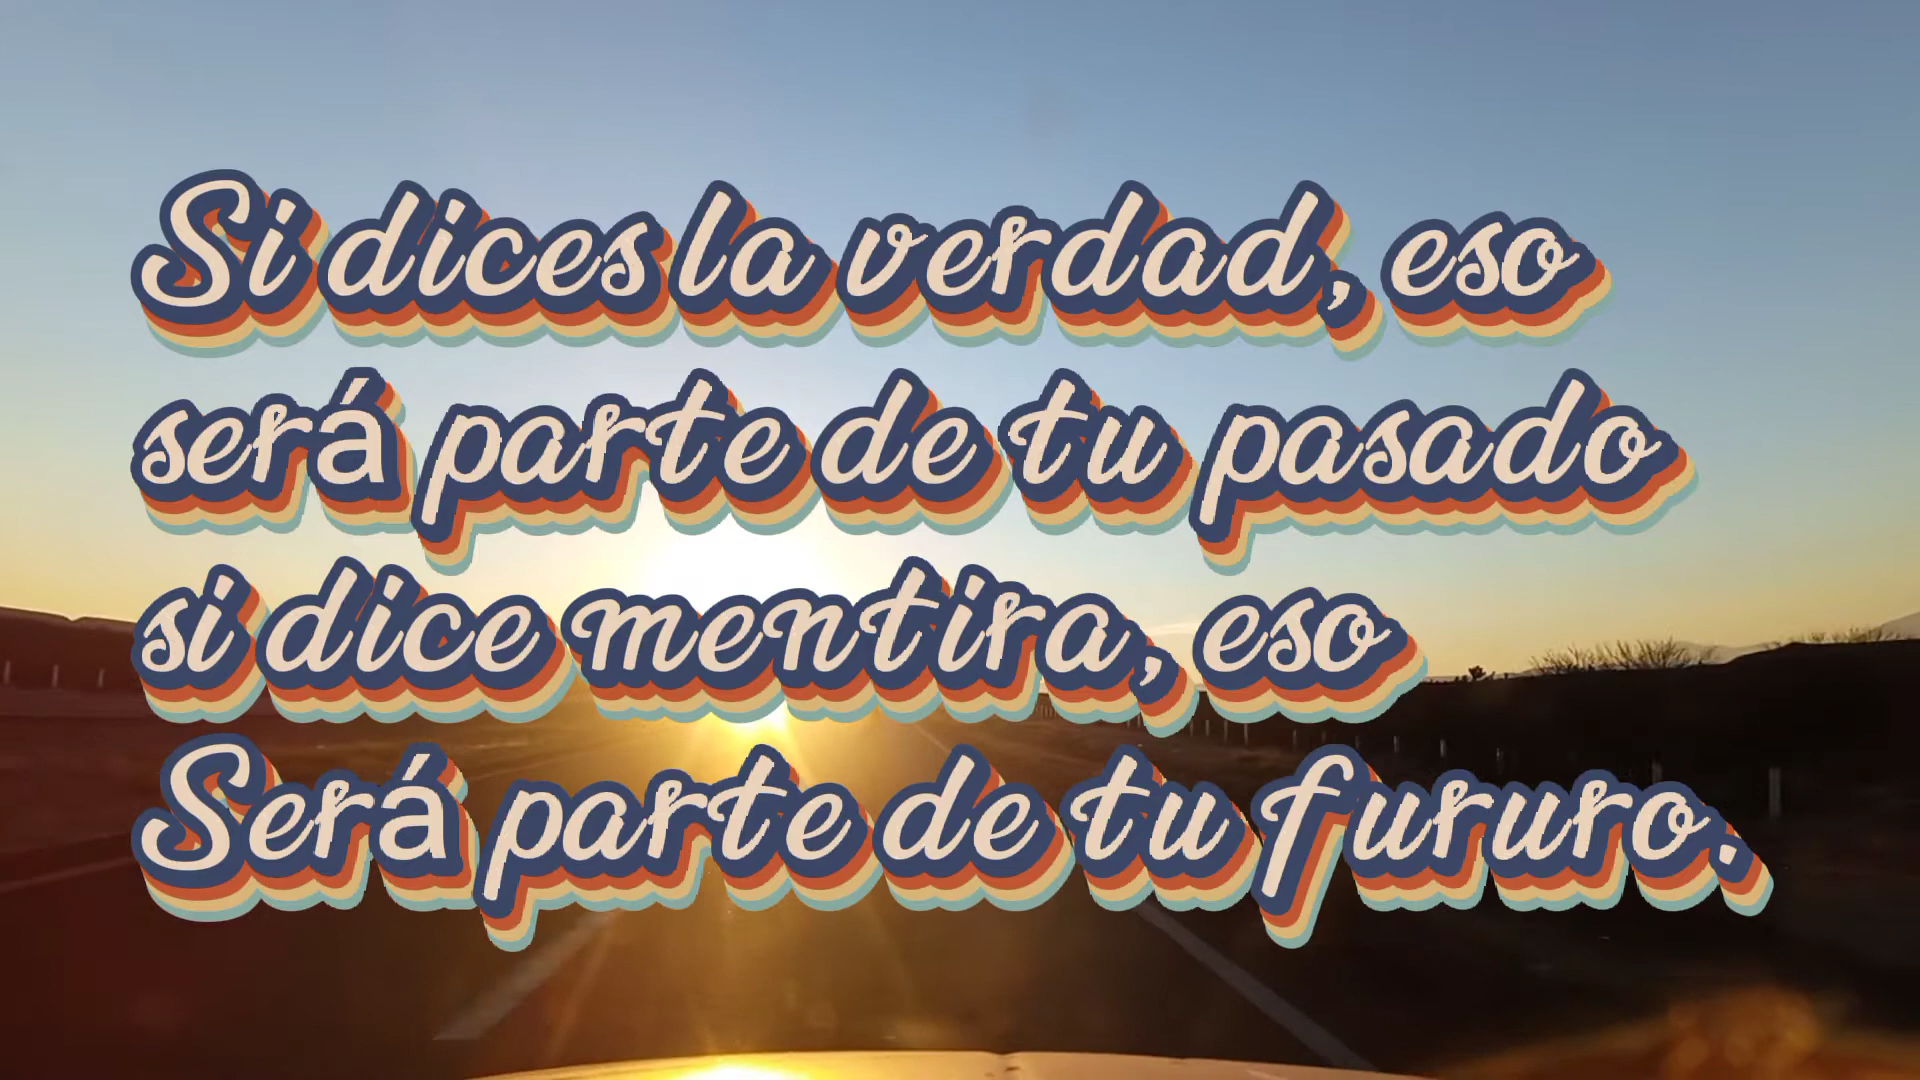 Si dices la verdad, eso
será parte de tu pasado
si dice mentira, eso
Será parte de tu fururo.